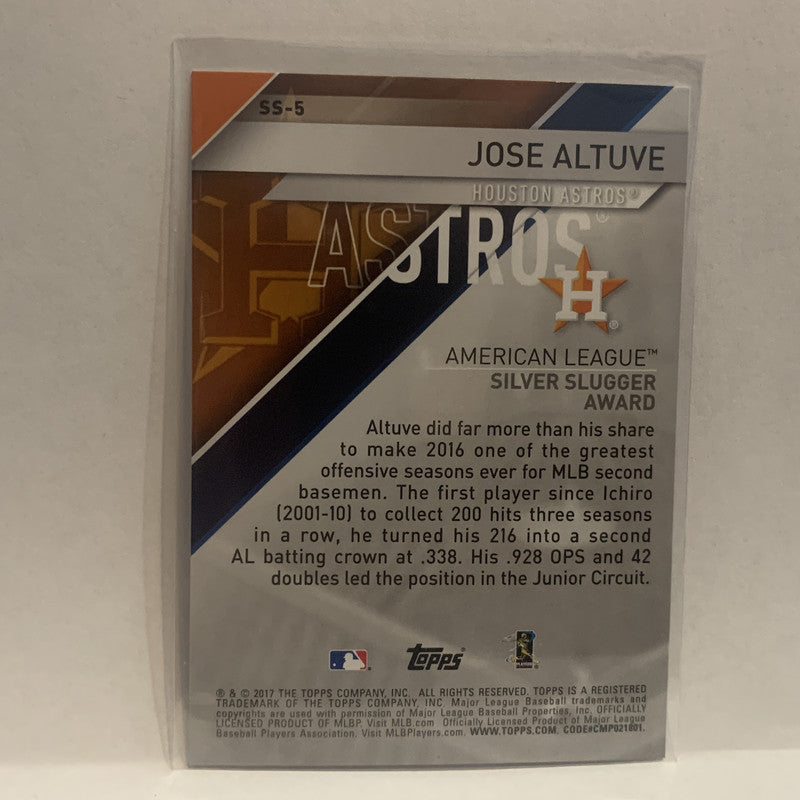 SS-5
JOSE ALTUVE
HOUSTON ASTROS®
ASTROS®
H®
AMERICAN LEAGUE™
SILVER SLUGGER
AWARD
Altuve did far more than his share
to make 2016 one of the greatest
offensive seasons ever for MLB second
basemen. The first player since Ichiro
(2001-10) to collect 200 hits three seasons
in a row, he turned his 216 into a second
AL batting crown at .338. His .928 OPS and 42
doubles led the position in the Junior Circuit.
Topps
® & © 2017 THE TOPPS COMPANY, INC. ALL RIGHTS RESERVED. TOPPS IS A REGISTERED
TRADEMARK OF THE TOPPS COMPANY, INC. Major League Baseball trademarks and
copyrights are used with permission of Major League Baseball Properties, Inc. OFFICIALLY
LICENSED PRODUCT OF MLBP. Visit MLB.com Officially Licensed Product of Major League
Baseball Players Association. Visit MLBPlayers.com. WWW.TOPPS.COM. CODE#CMP021801.